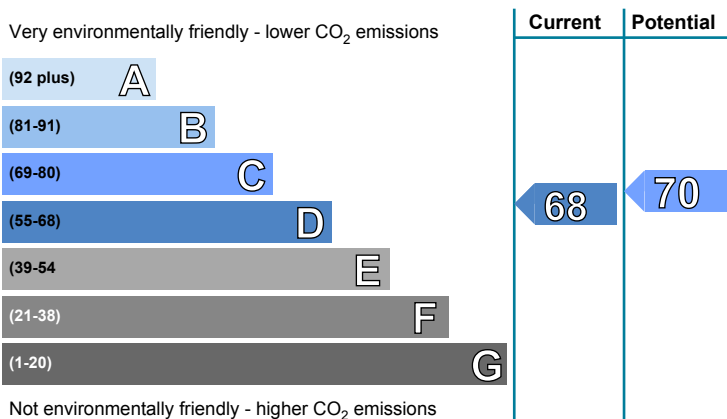 Very environmentally friendly - lower CO2 emissions
Current
Potential
(92 plus) A
(81-91) B
(69-80) C
(55-68) D
(39-54 E
(21-38) F
(1-20) G
68
70
Not environmentally friendly - higher CO2 emissions